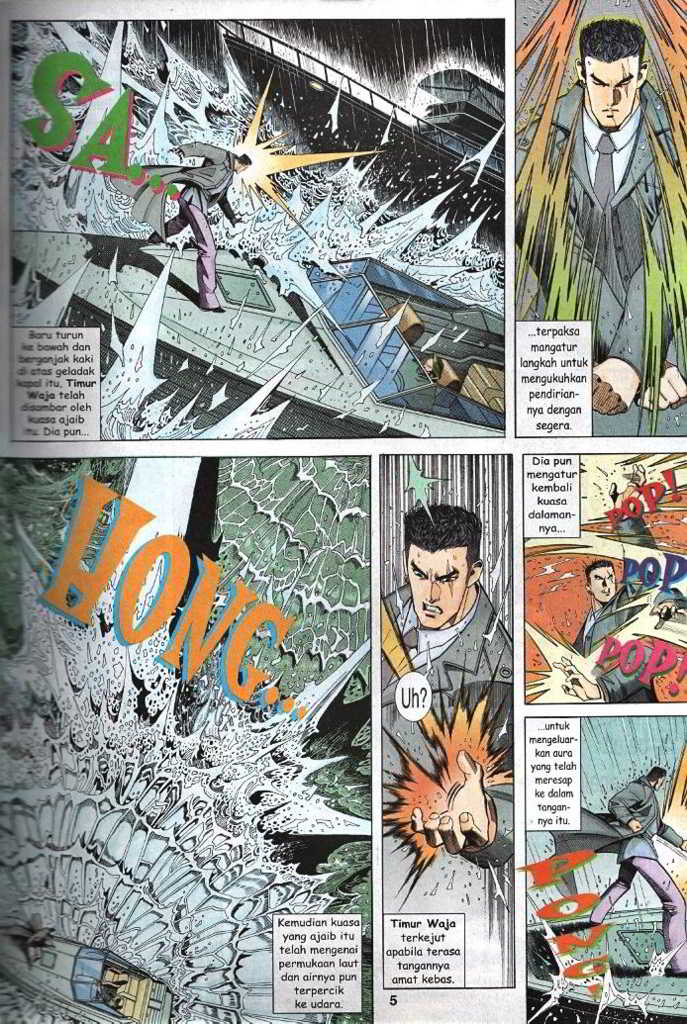 SA...
Baru turun
ke bawah dan
berganjak kaki
di atas geladak
kapal itu, Timur
Waja telah
disambar oleh
kuasa ajaib
itu. Dia pun...
...terpaksa
mangatur
langkah untuk
mengukuhkan
pendirian-
nya dengan
segera.
HONG...
Kemudian kuasa
yang ajaib itu
telah mengenai
permukaan laut
dan airnya pun
terpercik
ke udara.
Uh?
Timur Waja
terkejut
apabila terasa
tangannya
amat kebas.
Dia pun
mengatur
kembali
kuasa
dalaman-
nya...
POP!
POP
POP!
...untuk
mengeluar-
kan aura
yang telah
meresap
ke dalam
tangan-
nya itu.
PONG!
5